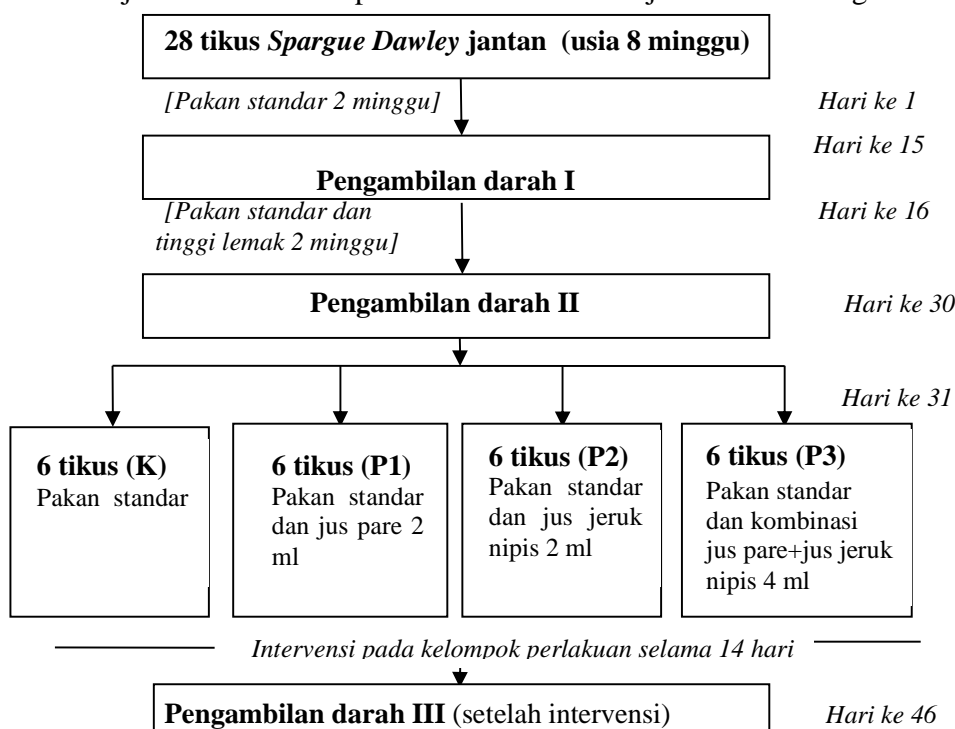 28 tikus Spargue Dawley jantan (usia 8 minggu)
[Pakan standar 2 minggu]
Hari ke 1
Hari ke 15
Pengambilan darah I
[Pakan standar dan
tinggi lemak 2 minggu]
Hari ke 16
Pengambilan darah II
Hari ke 30
Hari ke 31
6 tikus (K)
Pakan standar
6 tikus (P1)
Pakan standar
dan jus pare 2
ml
6 tikus (P2)
Pakan standar
dan jus jeruk
nipis 2 ml
6 tikus (P3)
Pakan standar
dan kombinasi
jus pare+jus jeruk
nipis 4 ml
Intervensi pada kelompok perlakuan selama 14 hari
Pengambilan darah III (setelah intervensi)
Hari ke 46